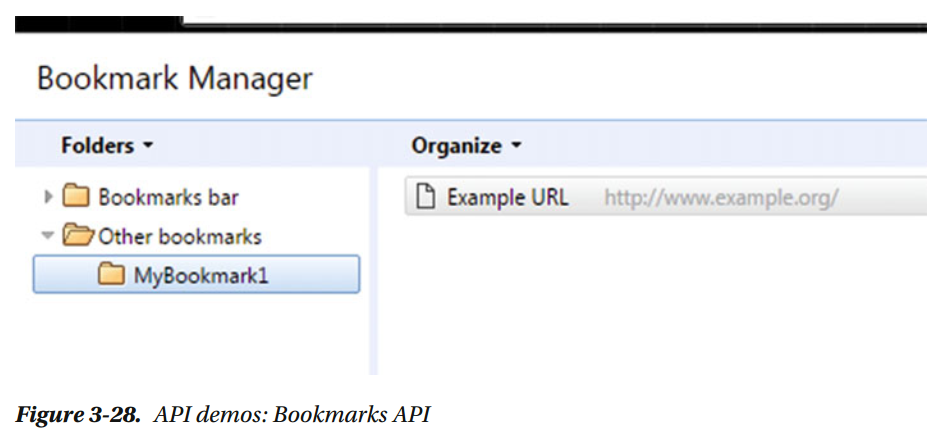 Bookmark Manager
Folders
Organize
Bookmarks bar
Example URL http://www.example.org/
Other bookmarks
MyBookmark1
Figure 3-28. API demos: Bookmarks API